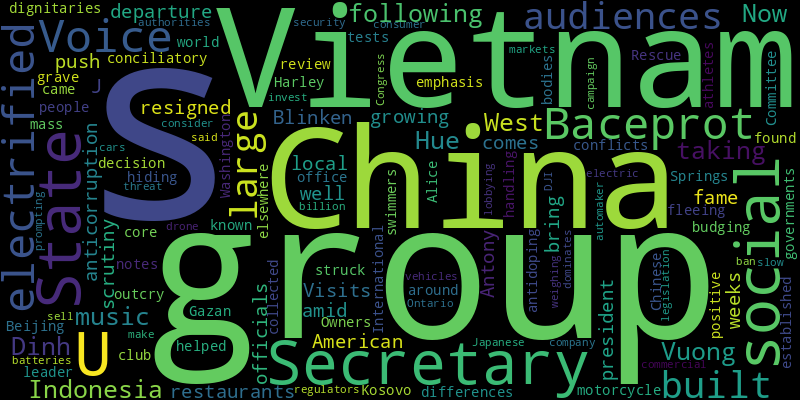 dignitaries departure following audiences Now
authorities security consumer
Voice world tests markets Rescue
electrified push conciliatory Vietnam athletes Committee
grave review emphasis Congress bodies campaign
came J Harley invest
people resigned Blinken growing West Baceprot
mass consider said Hue comes conflicts found
State S large China taking
anticorruption decision cars Washington local Alice Springs
hiding office swimmers lobbying handling DJI electric fame
threat elsewhere well billion bring automaker fleeing
prompting core known group budging social governments
scrutiny drone Antony
notes struck International vehicles antidoping weighing dominates Chinese legislation ban slow
outcry collected Visits around Ontario positive weeks established
music Gazan amid president
Beijing sell make helped officials Owners
Dinh U club American Japanese company Vuong
batteries Secretary commercial
leader built
Indonesia restaurants regulators Kosovo differences motorcycle